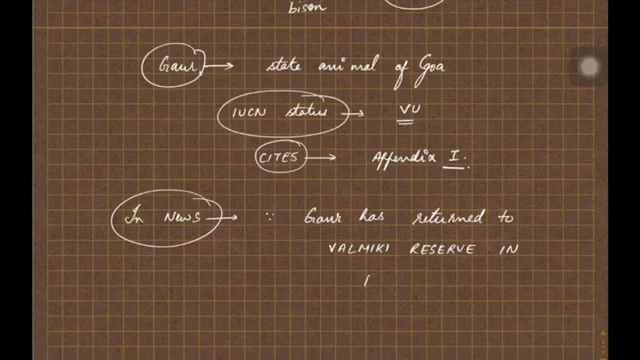 bison
Gaur → state animal of Goa
IUCN status → VU
CITES → Appendix I.
In News → ∵ Gaur has returned to
VALMIKI RESERVE IN